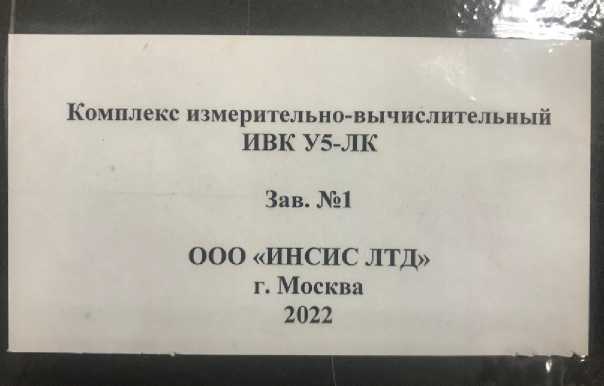 Комплекс измерительно-вычислительный
ИВК У5-ЛК
Зав. №1
ООО «ИНСИС ЛТД»
г. Москва
2022